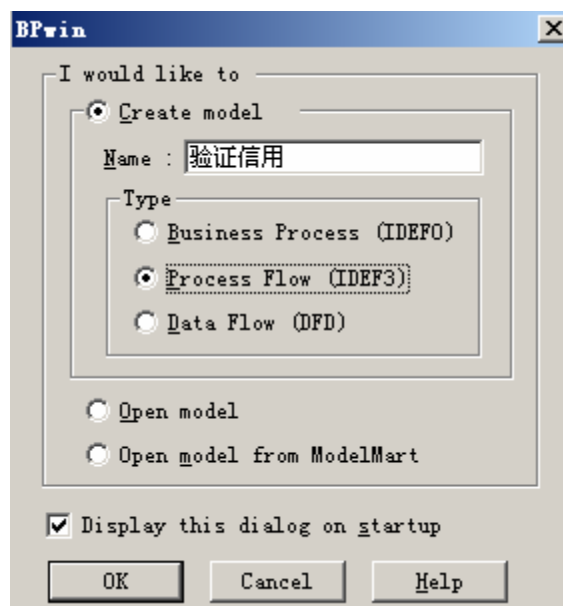 BPwin
I would like to
Create model
Name : 验证信用
Type
Business Process (IDEF0)
Process Flow (IDEF3)
Data Flow (DFD)
Open model
Open model from ModelMart
Display this dialog on startup
OK Cancel Help